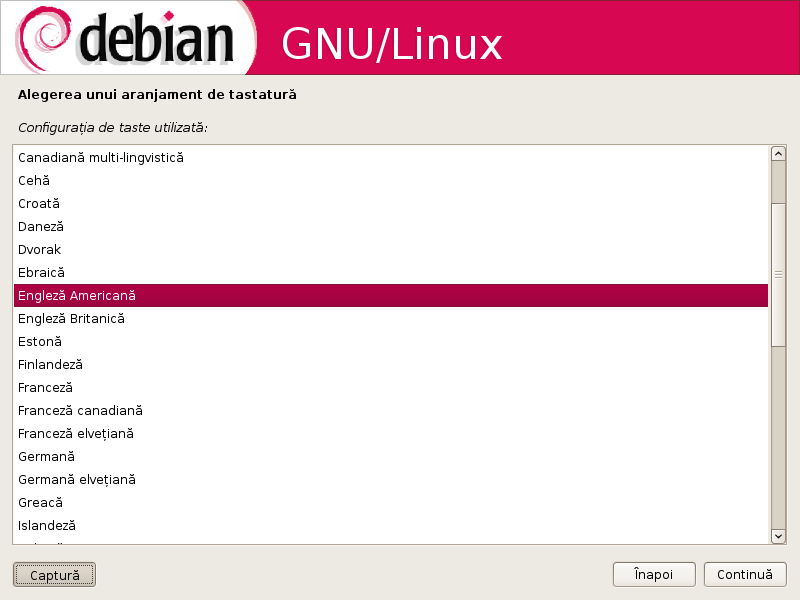 debian GNU/Linux
Alegerea unui aranjament de tastatură
Configurația de taste utilizată:
Canadiană multi-lingvistică
Cehă
Croată
Daneză
Dvorak
Ebraică
Engleză Americană
Engleză Britanică
Estonă
Finlandeză
Franceză
Franceză canadiană
Franceză elvețiană
Germană
Germană elvețiană
Greacă
Islandeză
Captură
Înapoi
Continuă